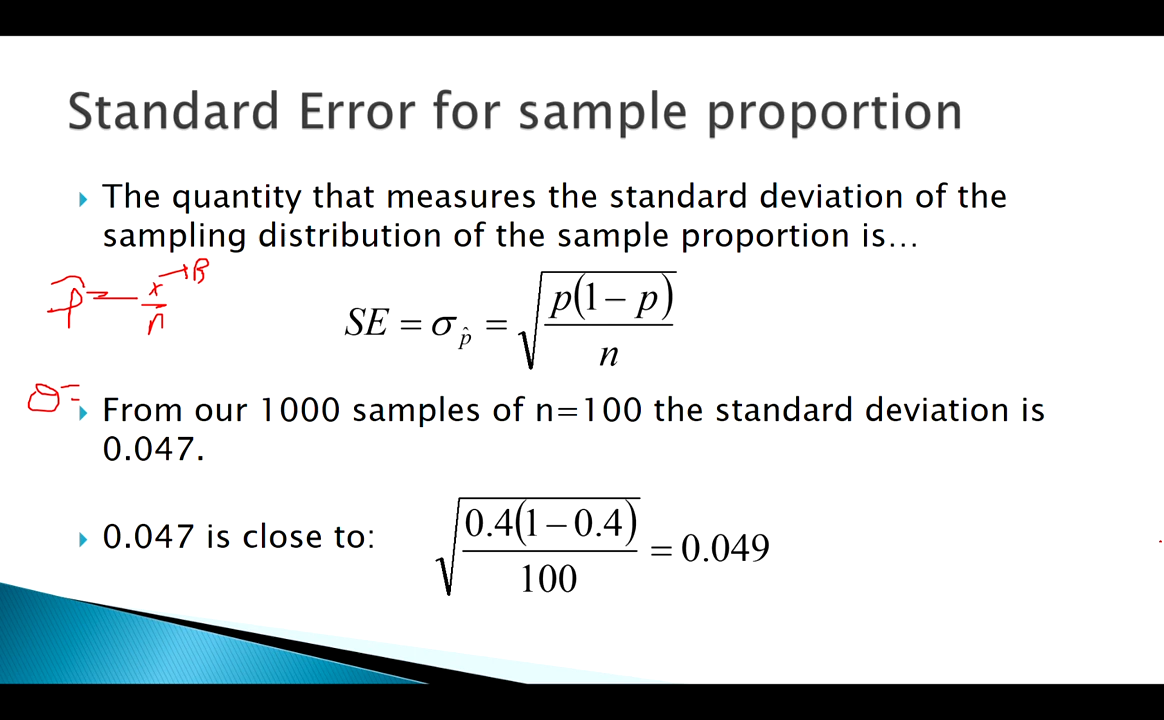 Standard Error for sample proportion
The quantity that measures the standard deviation of the
sampling distribution of the sample proportion is...
p̂ = x/n → B
SE = σ_p̂ = √(p(1 − p)/n)
From our 1000 samples of n=100 the standard deviation is
0.047.
0.047 is close to: √(0.4(1 − 0.4)/100) = 0.049